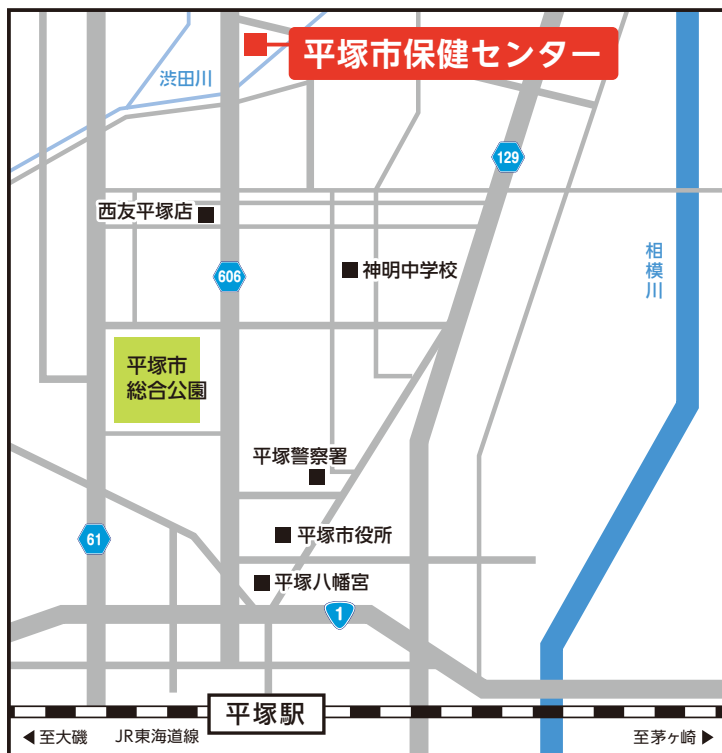 平塚市保健センター
渋田川
129
西友平塚店
神明中学校
相模川
606
平塚市
総合公園
平塚警察署
61
平塚市役所
平塚八幡宮
1
平塚駅
◀至大磯 JR東海道線
至茅ヶ崎▶